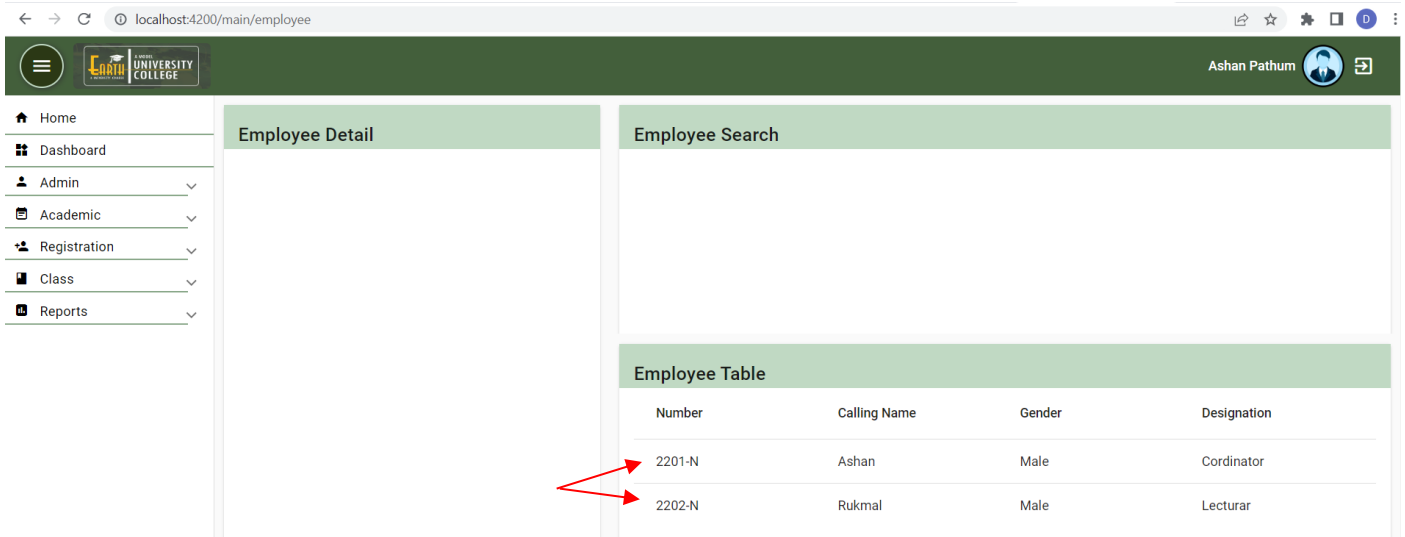 localhost:4200/main/employee
D
EARTH
UNIVERSITY
COLLEGE
Ashan Pathum
Home
Dashboard
Admin
Academic
Registration
Class
Reports
Employee Detail
Employee Search
Employee Table
Number Calling Name Gender Designation
2201-N Ashan Male Cordinator
2202-N Rukmal Male Lecturar